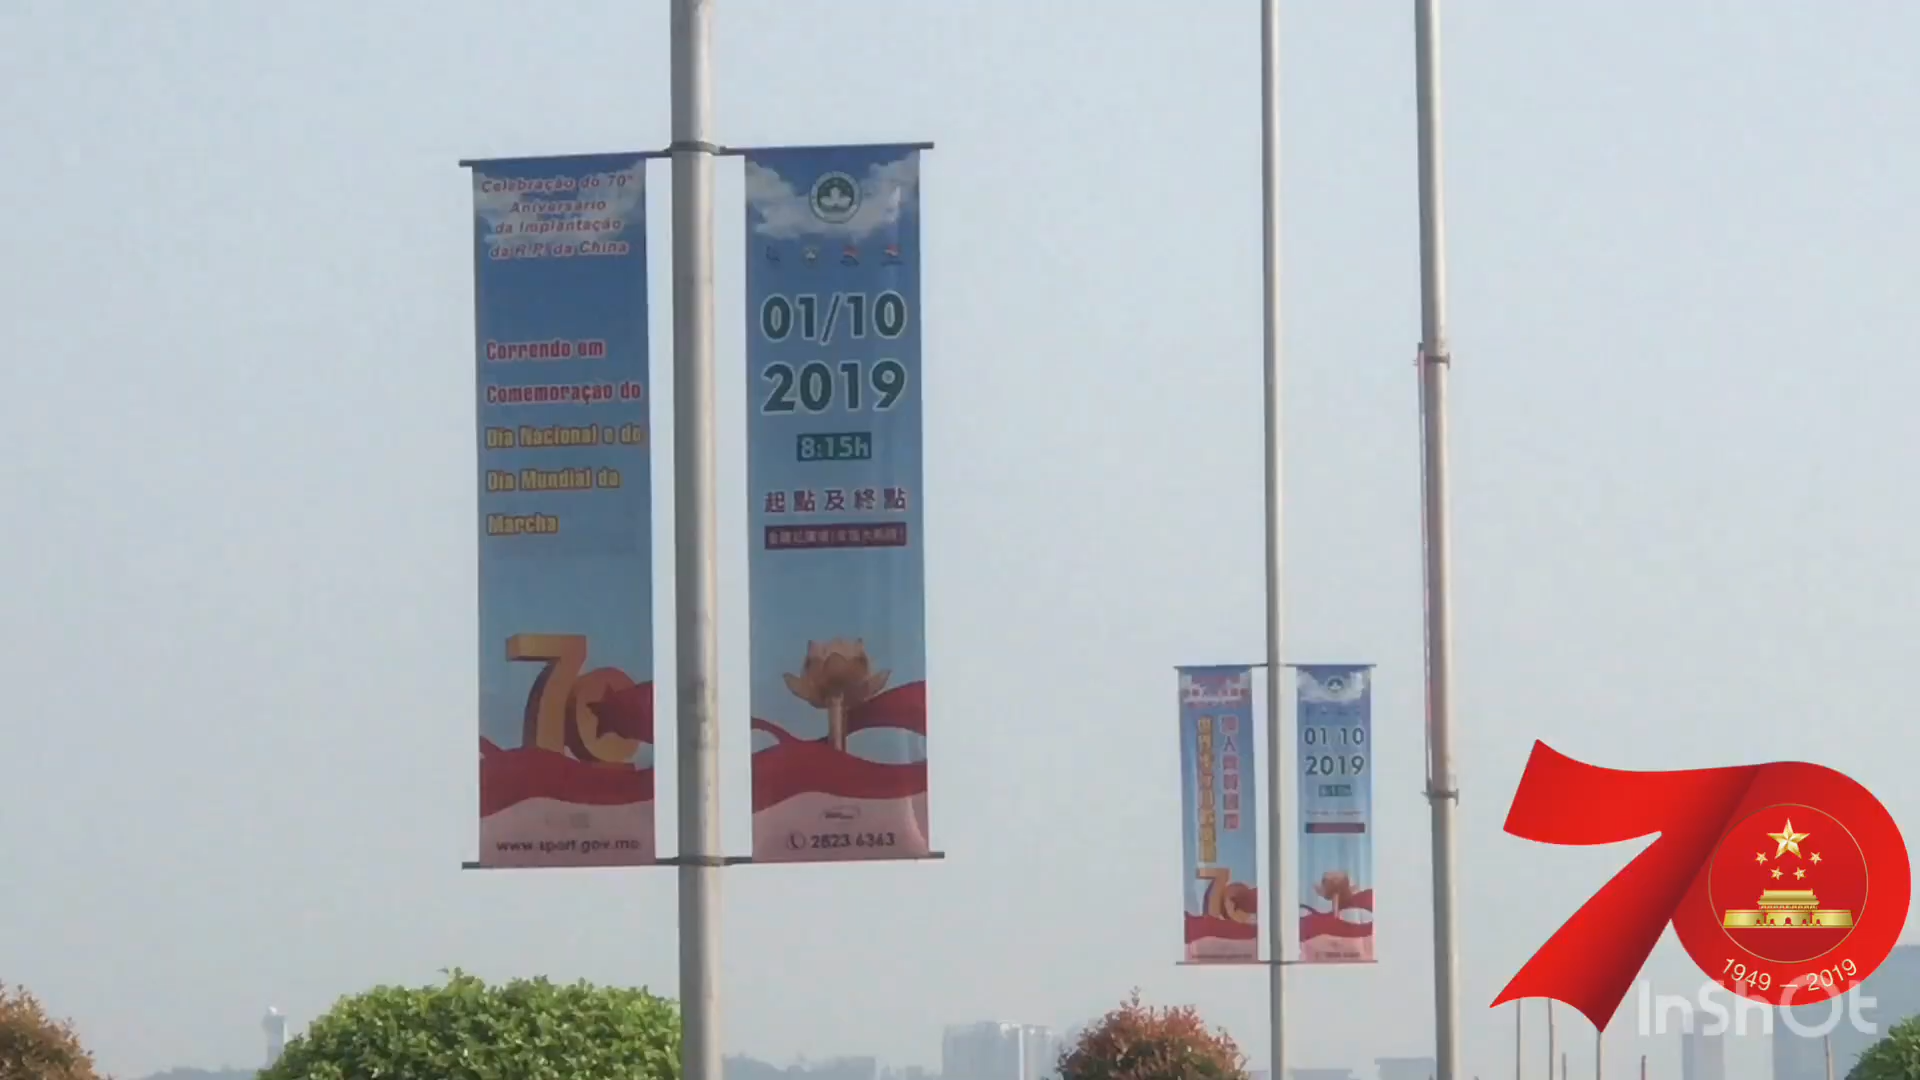 Celebração do 70º
Aniversário
da Implantação
da R.P. da China
Correndo em
Comemoração do
Dia Nacional e do
Dia Mundial da
Marcha
70
www.sport.gov.mo
01/10
2019
8:15h
起點及終點
2823 6363
70
01 10
2019
70
1949 – 2019
InShOt